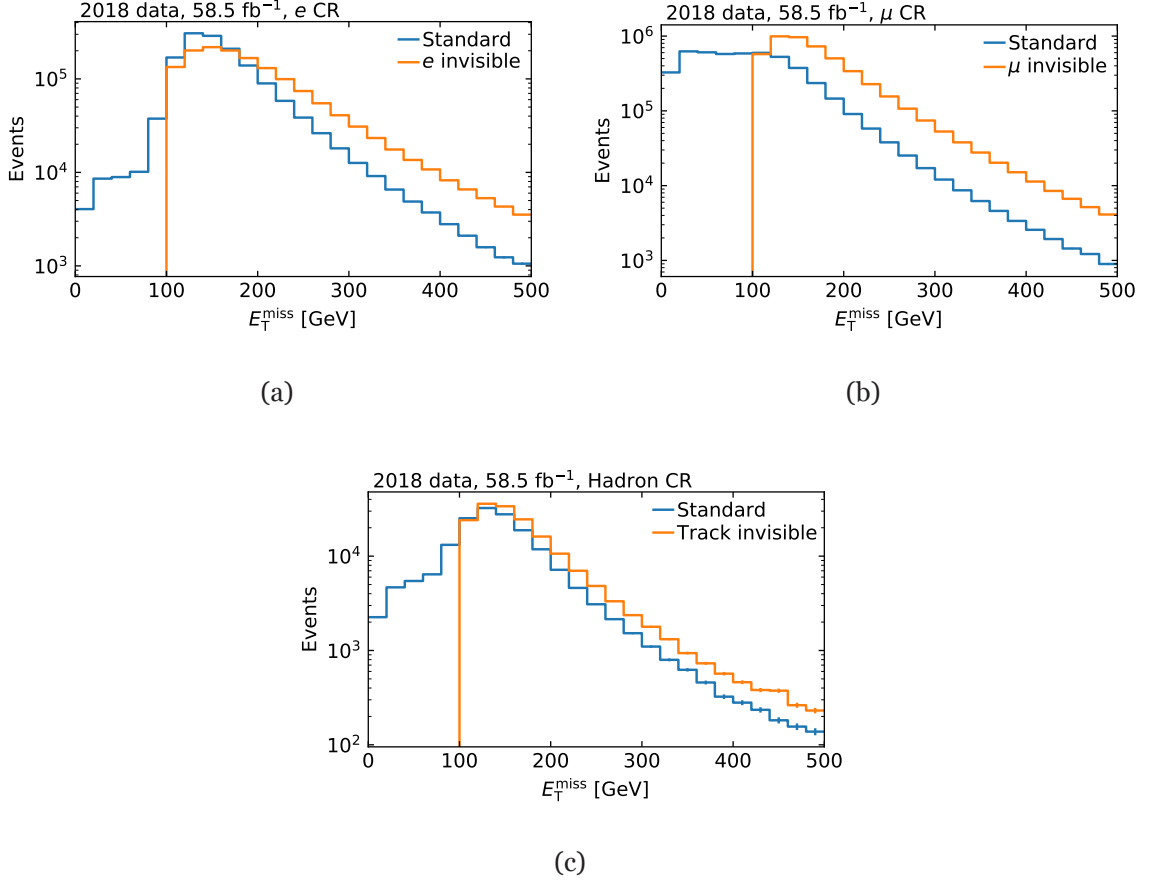 2018 data, 58.5 fb⁻¹, e CR
Standard
e invisible
Events
10⁵
10⁴
10³
0 100 200 300 400 500
E_T^miss [GeV]
(a)
2018 data, 58.5 fb⁻¹, μ CR
Standard
μ invisible
Events
10⁶
10⁵
10⁴
10³
0 100 200 300 400 500
E_T^miss [GeV]
(b)
2018 data, 58.5 fb⁻¹, Hadron CR
Standard
Track invisible
Events
10⁴
10³
10²
0 100 200 300 400 500
E_T^miss [GeV]
(c)